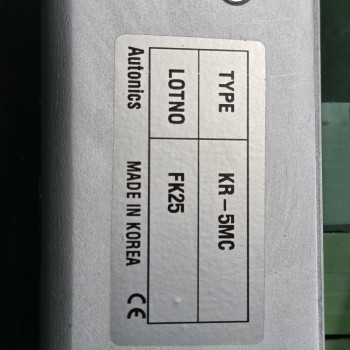 TYPE KR-5MC
LOTNO FK25
Autonics MADE IN KOREA CE